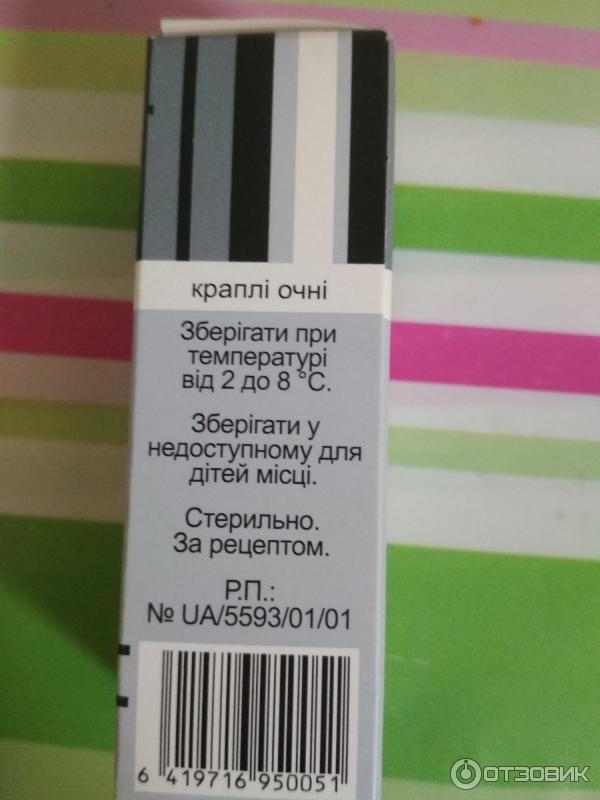 краплі очні
Зберігати при
температурі
від 2 до 8 °C.
Зберігати у
недоступному для
дітей місці.
Стерильно.
За рецептом.
Р.П.:
№ UA/5593/01/01
6 419716 950051
ОТЗОВИК